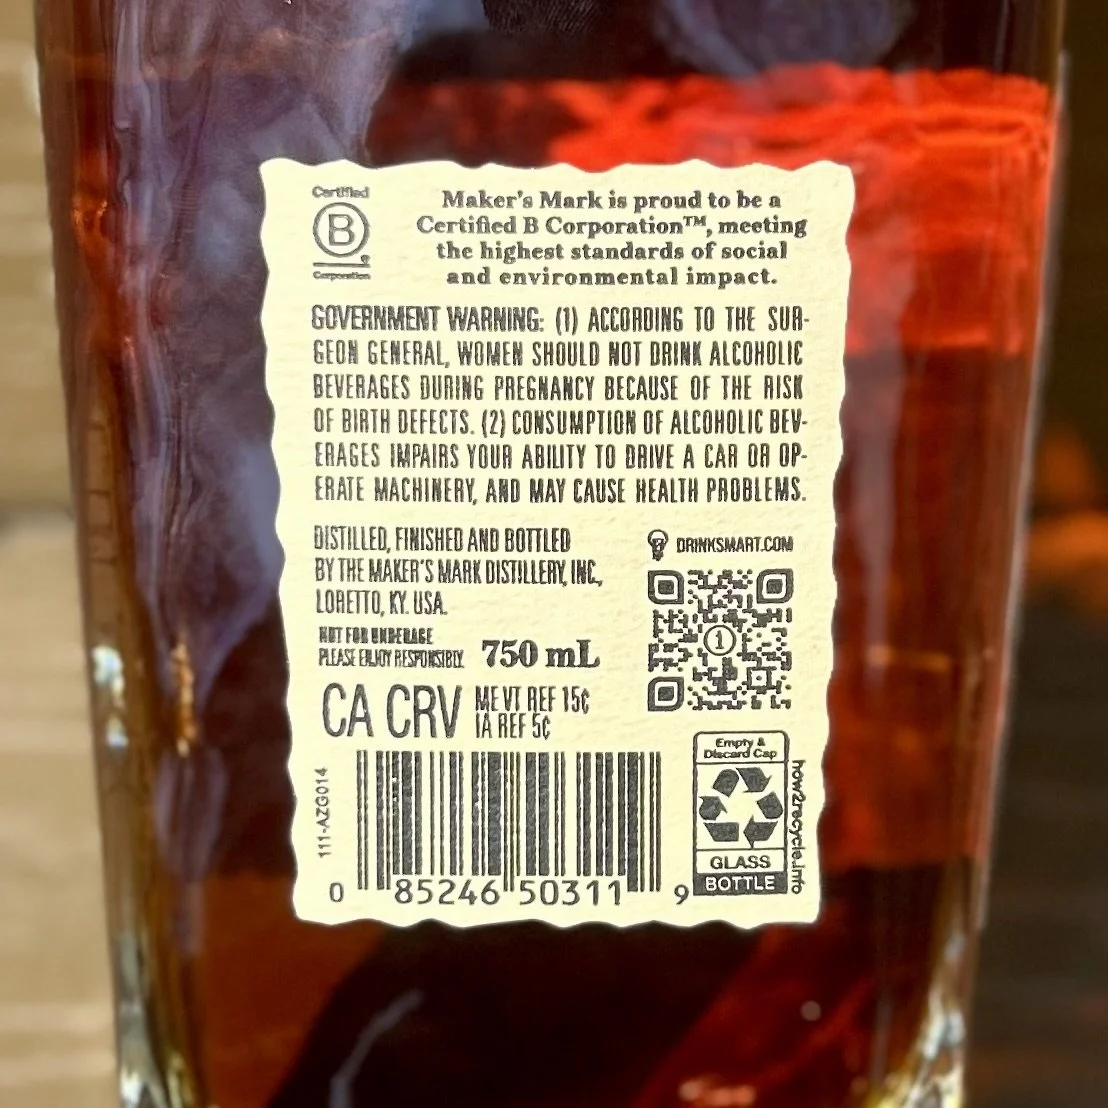 Certified
B
Corporation
Maker's Mark is proud to be a
Certified B Corporation™, meeting
the highest standards of social
and environmental impact.
GOVERNMENT WARNING: (1) ACCORDING TO THE SUR-
GEON GENERAL, WOMEN SHOULD NOT DRINK ALCOHOLIC
BEVERAGES DURING PREGNANCY BECAUSE OF THE RISK
OF BIRTH DEFECTS. (2) CONSUMPTION OF ALCOHOLIC BEV-
ERAGES IMPAIRS YOUR ABILITY TO DRIVE A CAR OR OP-
ERATE MACHINERY, AND MAY CAUSE HEALTH PROBLEMS.
DISTILLED, FINISHED AND BOTTLED
BY THE MAKER'S MARK DISTILLERY, INC.,
LORETTO, KY. USA.
NOT FOR UNDERAGE
PLEASE ENJOY RESPONSIBLY.
750 mL
DRINKSMART.COM
1
CA CRV
ME VT REF 15¢
IA REF 5¢
111-AZG014
0 85246 50311 9
Empty &
Discard Cap
GLASS
BOTTLE
how2recycle.info